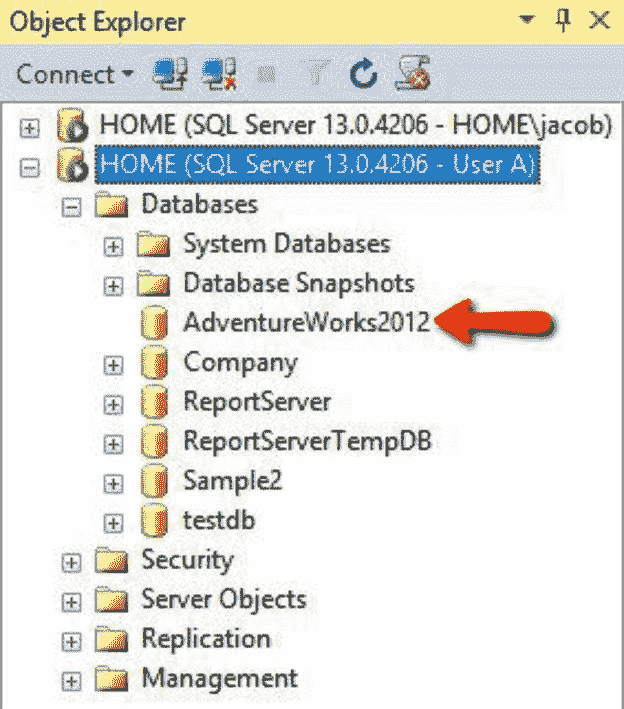 Object Explorer
Connect
HOME (SQL Server 13.0.4206 - HOME\jacob)
HOME (SQL Server 13.0.4206 - User A)
Databases
System Databases
Database Snapshots
AdventureWorks2012
Company
ReportServer
ReportServerTempDB
Sample2
testdb
Security
Server Objects
Replication
Management